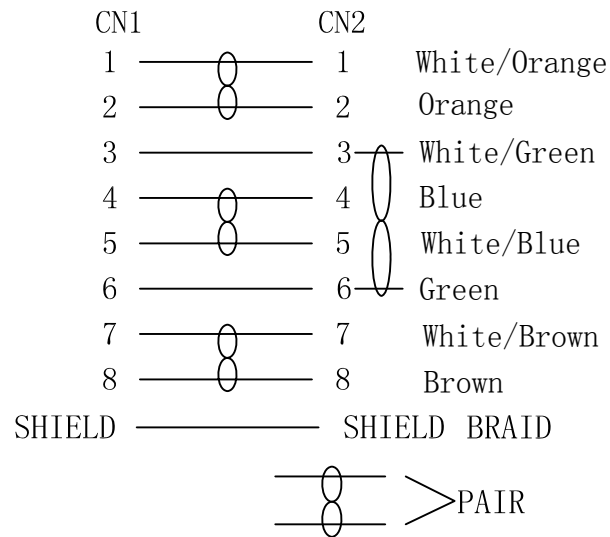 CN1 CN2
1 1 White/Orange
2 2 Orange
3 3 White/Green
4 4 Blue
5 5 White/Blue
6 6 Green
7 7 White/Brown
8 8 Brown
SHIELD SHIELD BRAID
PAIR